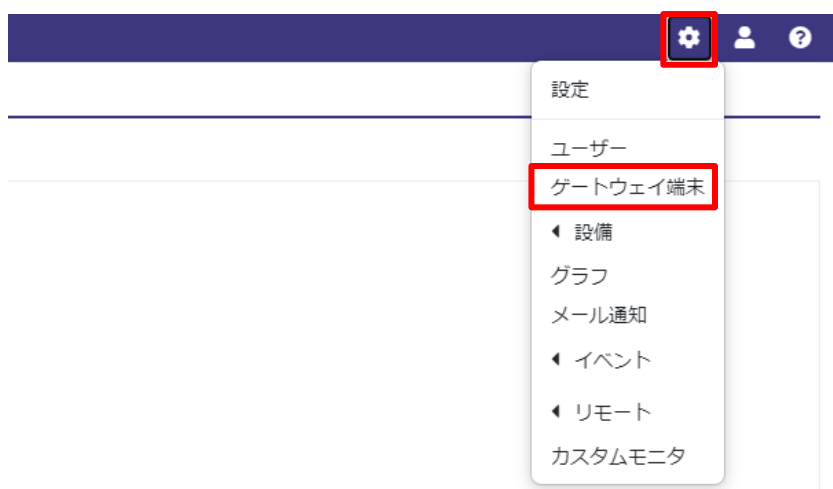 設定
ユーザー
ゲートウェイ端末
設備
グラフ
メール通知
イベント
リモート
カスタムモニタ